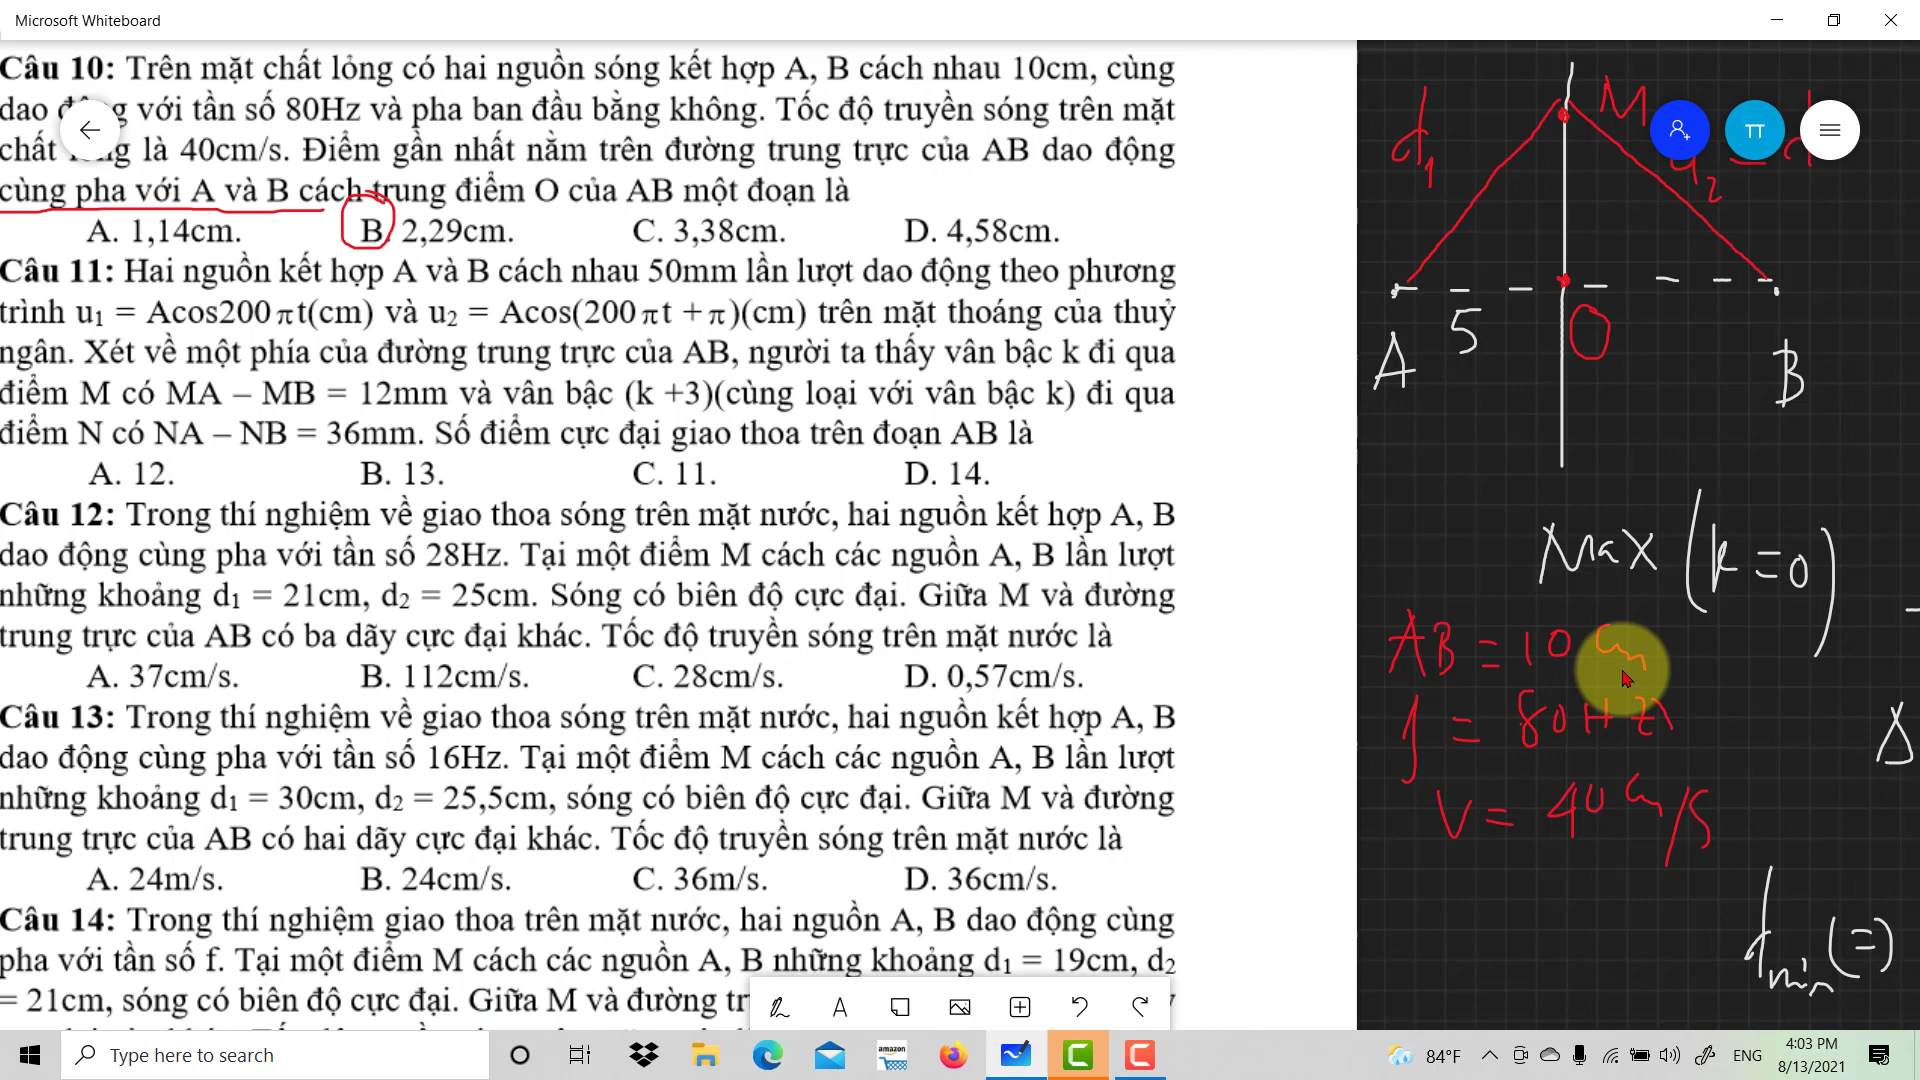 Microsoft Whiteboard
Câu 10: Trên mặt chất lỏng có hai nguồn sóng kết hợp A, B cách nhau 10cm, cùng
dao động với tần số 80Hz và pha ban đầu bằng không. Tốc độ truyền sóng trên mặt
chất là 40cm/s. Điểm gần nhất nằm trên đường trung trực của AB dao động
cùng pha với A và B cách trung điểm O của AB một đoạn là
A. 1,14cm. B. 2,29cm. C. 3,38cm. D. 4,58cm.
Câu 11: Hai nguồn kết hợp A và B cách nhau 50mm lần lượt dao động theo phương
trình u₁ = Acos200πt(cm) và u₂ = Acos(200πt + π)(cm) trên mặt thoáng của thuỷ
ngân. Xét về một phía của đường trung trực của AB, người ta thấy vân bậc k đi qua
điểm M có MA – MB = 12mm và vân bậc (k +3)(cùng loại với vân bậc k) đi qua
điểm N có NA – NB = 36mm. Số điểm cực đại giao thoa trên đoạn AB là
A. 12. B. 13. C. 11. D. 14.
Câu 12: Trong thí nghiệm về giao thoa sóng trên mặt nước, hai nguồn kết hợp A, B
dao động cùng pha với tần số 28Hz. Tại một điểm M cách các nguồn A, B lần lượt
những khoảng d₁ = 21cm, d₂ = 25cm. Sóng có biên độ cực đại. Giữa M và đường
trung trực của AB có ba dãy cực đại khác. Tốc độ truyền sóng trên mặt nước là
A. 37cm/s. B. 112cm/s. C. 28cm/s. D. 0,57cm/s.
Câu 13: Trong thí nghiệm về giao thoa sóng trên mặt nước, hai nguồn kết hợp A, B
dao động cùng pha với tần số 16Hz. Tại một điểm M cách các nguồn A, B lần lượt
những khoảng d₁ = 30cm, d₂ = 25,5cm, sóng có biên độ cực đại. Giữa M và đường
trung trực của AB có hai dãy cực đại khác. Tốc độ truyền sóng trên mặt nước là
A. 24m/s. B. 24cm/s. C. 36m/s. D. 36cm/s.
Câu 14: Trong thí nghiệm giao thoa trên mặt nước, hai nguồn A, B dao động cùng
pha với tần số f. Tại một điểm M cách các nguồn A, B những khoảng d₁ = 19cm, d₂
= 21cm, sóng có biên độ cực đại. Giữa M và đường
d₁ M
TT
A 5 O B
Max (k=0)
AB = 10 cm
f = 80Hz
v = 40 cm/s
Δ
d min (=)
Type here to search
amazon
84°F
ENG
4:03 PM
8/13/2021